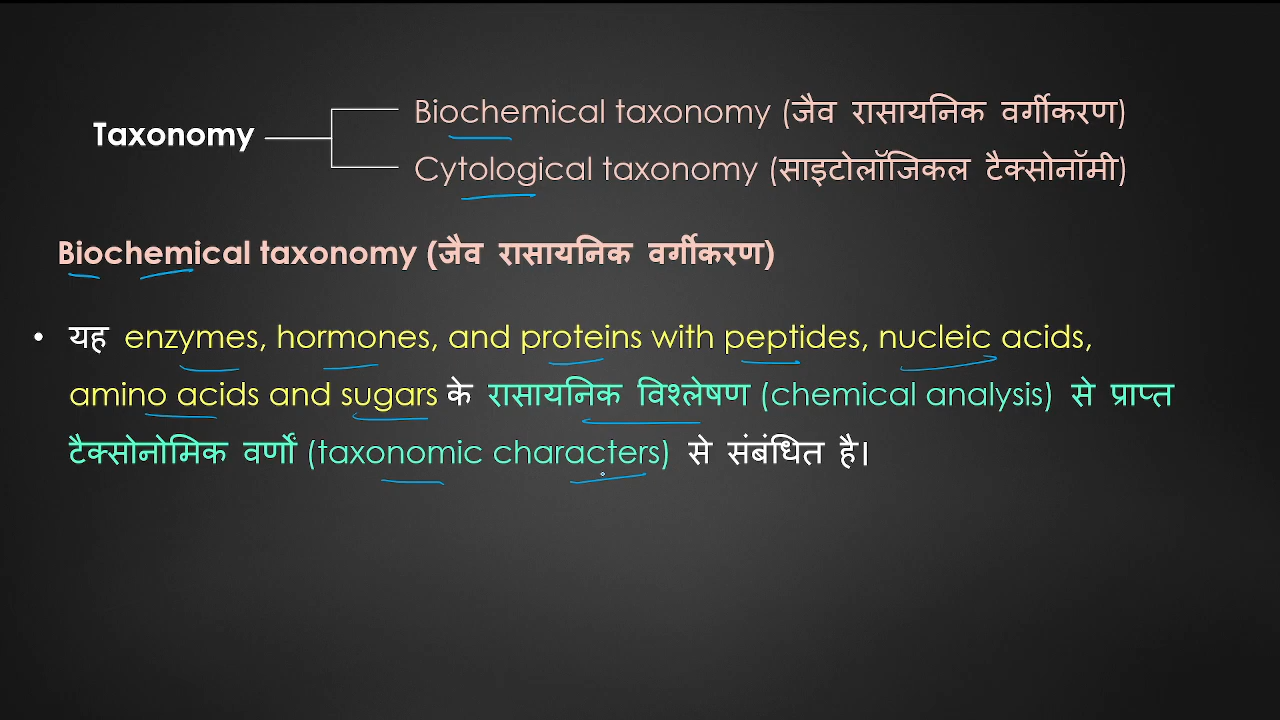 Biochemical taxonomy (जैव रासायनिक वर्गीकरण)
Taxonomy
Cytological taxonomy (साइटोलॉजिकल टैक्सोनॉमी)
Biochemical taxonomy (जैव रासायनिक वर्गीकरण)
• यह enzymes, hormones, and proteins with peptides, nucleic acids,
amino acids and sugars के रासायनिक विश्लेषण (chemical analysis) से प्राप्त
टैक्सोनोमिक वर्णों (taxonomic characters) से संबंधित है।